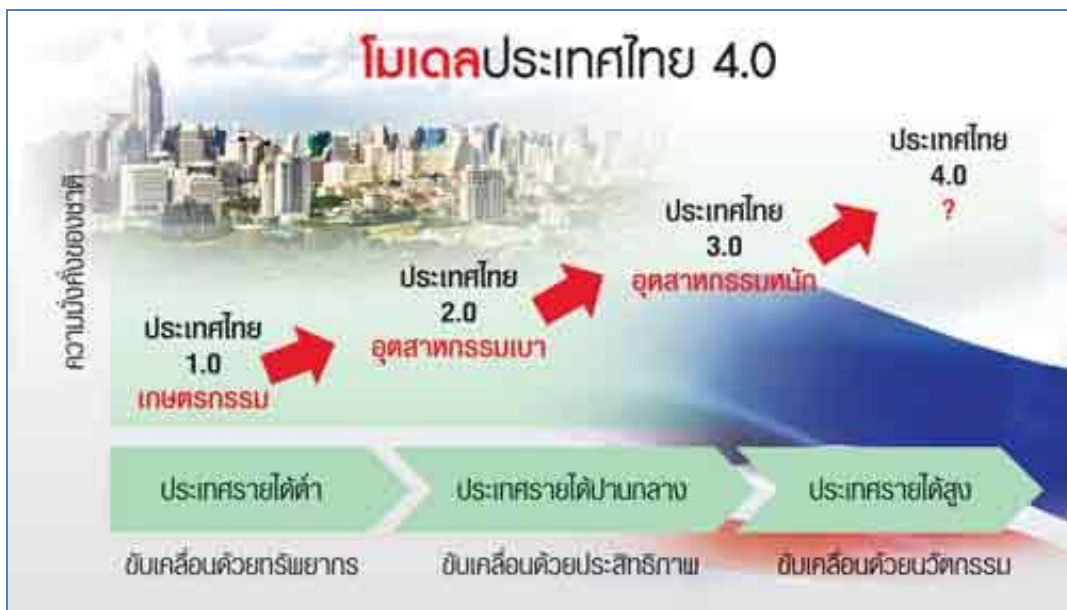 โมเดลประเทศไทย 4.0
ความมั่งคั่งของชาติ
ประเทศไทย
1.0
เกษตรกรรม
ประเทศไทย
2.0
อุตสาหกรรมเบา
ประเทศไทย
3.0
อุตสาหกรรมหนัก
ประเทศไทย
4.0
?
ประเทศรายได้ต่ำ
ประเทศรายได้ปานกลาง
ประเทศรายได้สูง
ขับเคลื่อนด้วยทรัพยากร
ขับเคลื่อนด้วยประสิทธิภาพ
ขับเคลื่อนด้วยนวัตกรรม